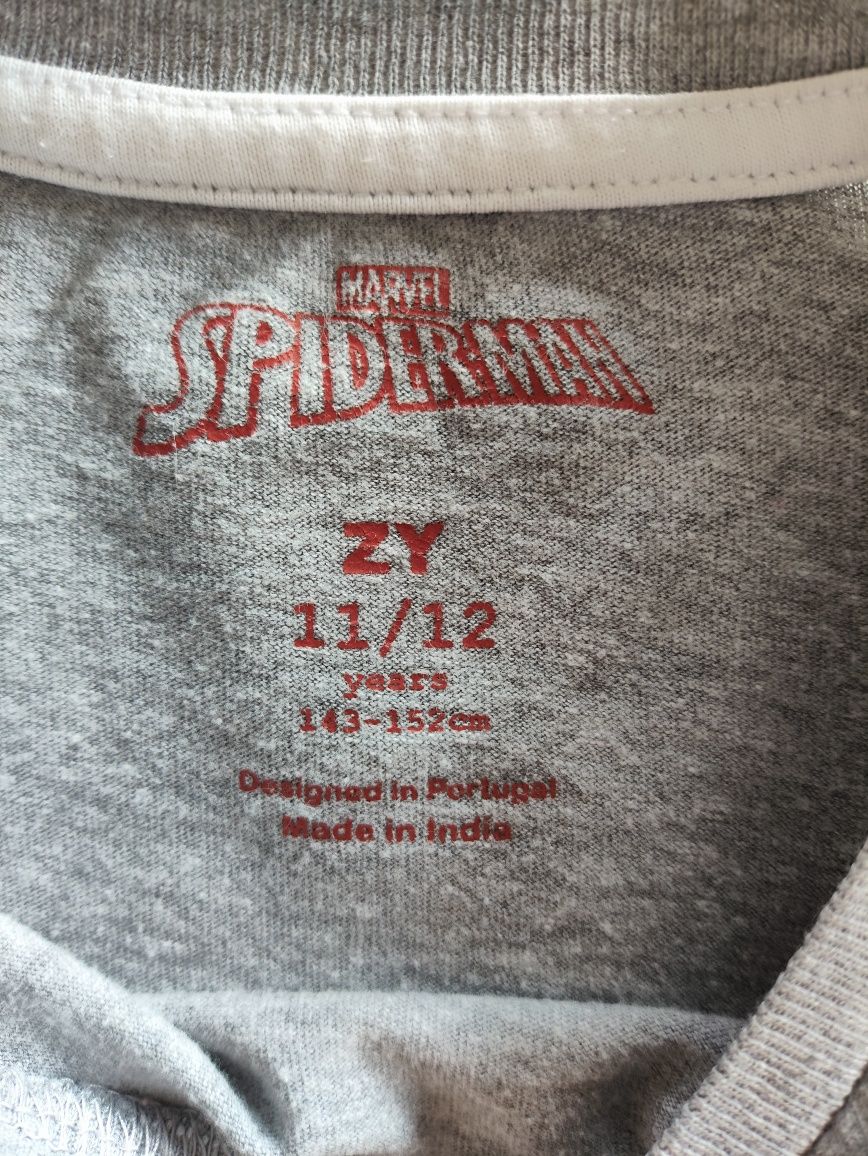 MARVEL
SPIDER-MAN
ZY
11/12
years
143-152cm
Designed in Portugal
Made in India